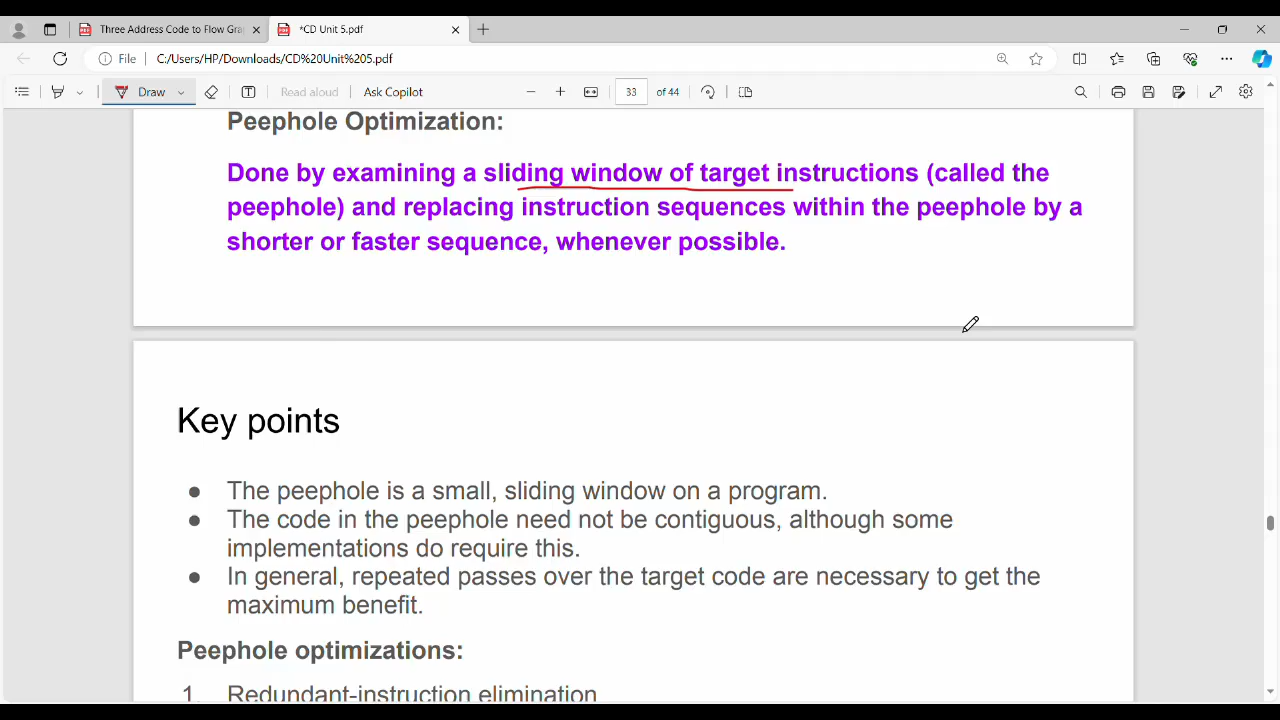 Three Address Code to Flow Gra
*CD Unit 5.pdf
File
C:/Users/HP/Downloads/CD%20Unit%205.pdf
Draw
Read aloud
Ask Copilot
33
of 44
Peephole Optimization:
Done by examining a sliding window of target instructions (called the
peephole) and replacing instruction sequences within the peephole by a
shorter or faster sequence, whenever possible.
Key points
● The peephole is a small, sliding window on a program.
● The code in the peephole need not be contiguous, although some
implementations do require this.
● In general, repeated passes over the target code are necessary to get the
maximum benefit.
Peephole optimizations:
1. Redundant-instruction elimination